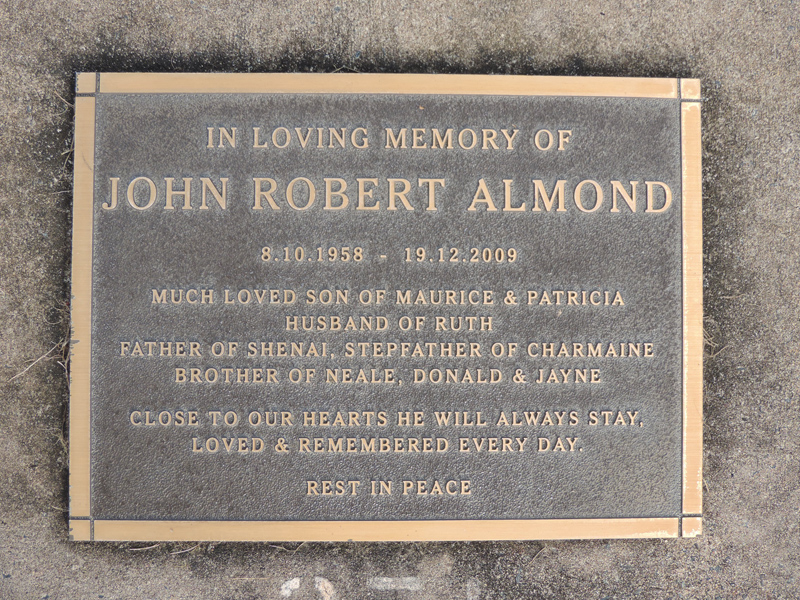 IN LOVING MEMORY OF
JOHN ROBERT ALMOND
8.10.1958 - 19.12.2009
MUCH LOVED SON OF MAURICE & PATRICIA
HUSBAND OF RUTH
FATHER OF SHENAI, STEPFATHER OF CHARMAINE
BROTHER OF NEALE, DONALD & JAYNE
CLOSE TO OUR HEARTS HE WILL ALWAYS STAY,
LOVED & REMEMBERED EVERY DAY.
REST IN PEACE